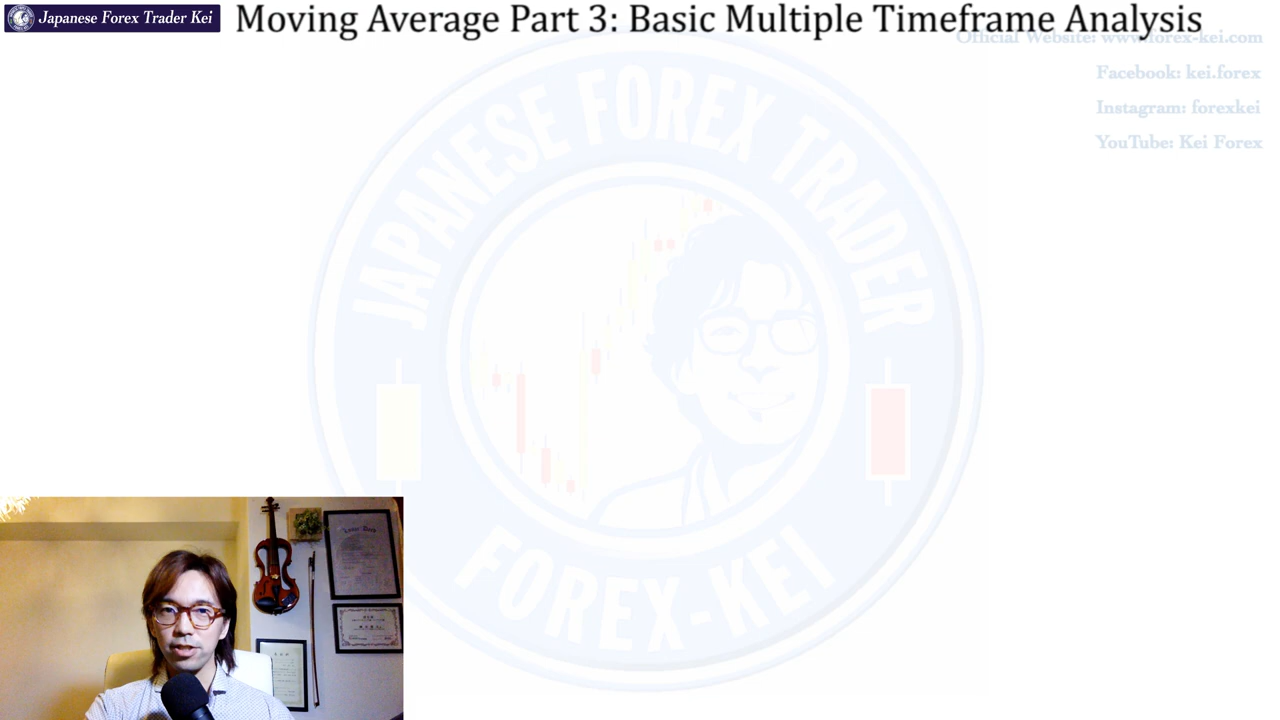 Japanese Forex Trader Kei
Moving Average Part 3: Basic Multiple Timeframe Analysis
Official Website: www.forex-kei.com
Facebook: kei.forex
Instagram: forexkei
YouTube: Kei Forex
JAPANESE FOREX TRADER
FOREX-KEI